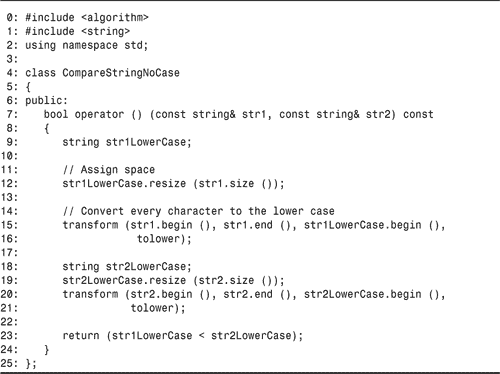 0: #include <algorithm>
1: #include <string>
2: using namespace std;
3:
4: class CompareStringNoCase
5: {
6: public:
7:    bool operator () (const string& str1, const string& str2) const
8:    {
9:       string str1LowerCase;
10:
11:       // Assign space
12:       str1LowerCase.resize (str1.size ());
13:
14:       // Convert every character to the lower case
15:       transform (str1.begin (), str1.end (), str1LowerCase.begin (),
16:                  tolower);
17:
18:       string str2LowerCase;
19:       str2LowerCase.resize (str2.size ());
20:       transform (str2.begin (), str2.end (), str2LowerCase.begin (),
21:                 tolower);
22:
23:       return (str1LowerCase < str2LowerCase);
24:    }
25: };